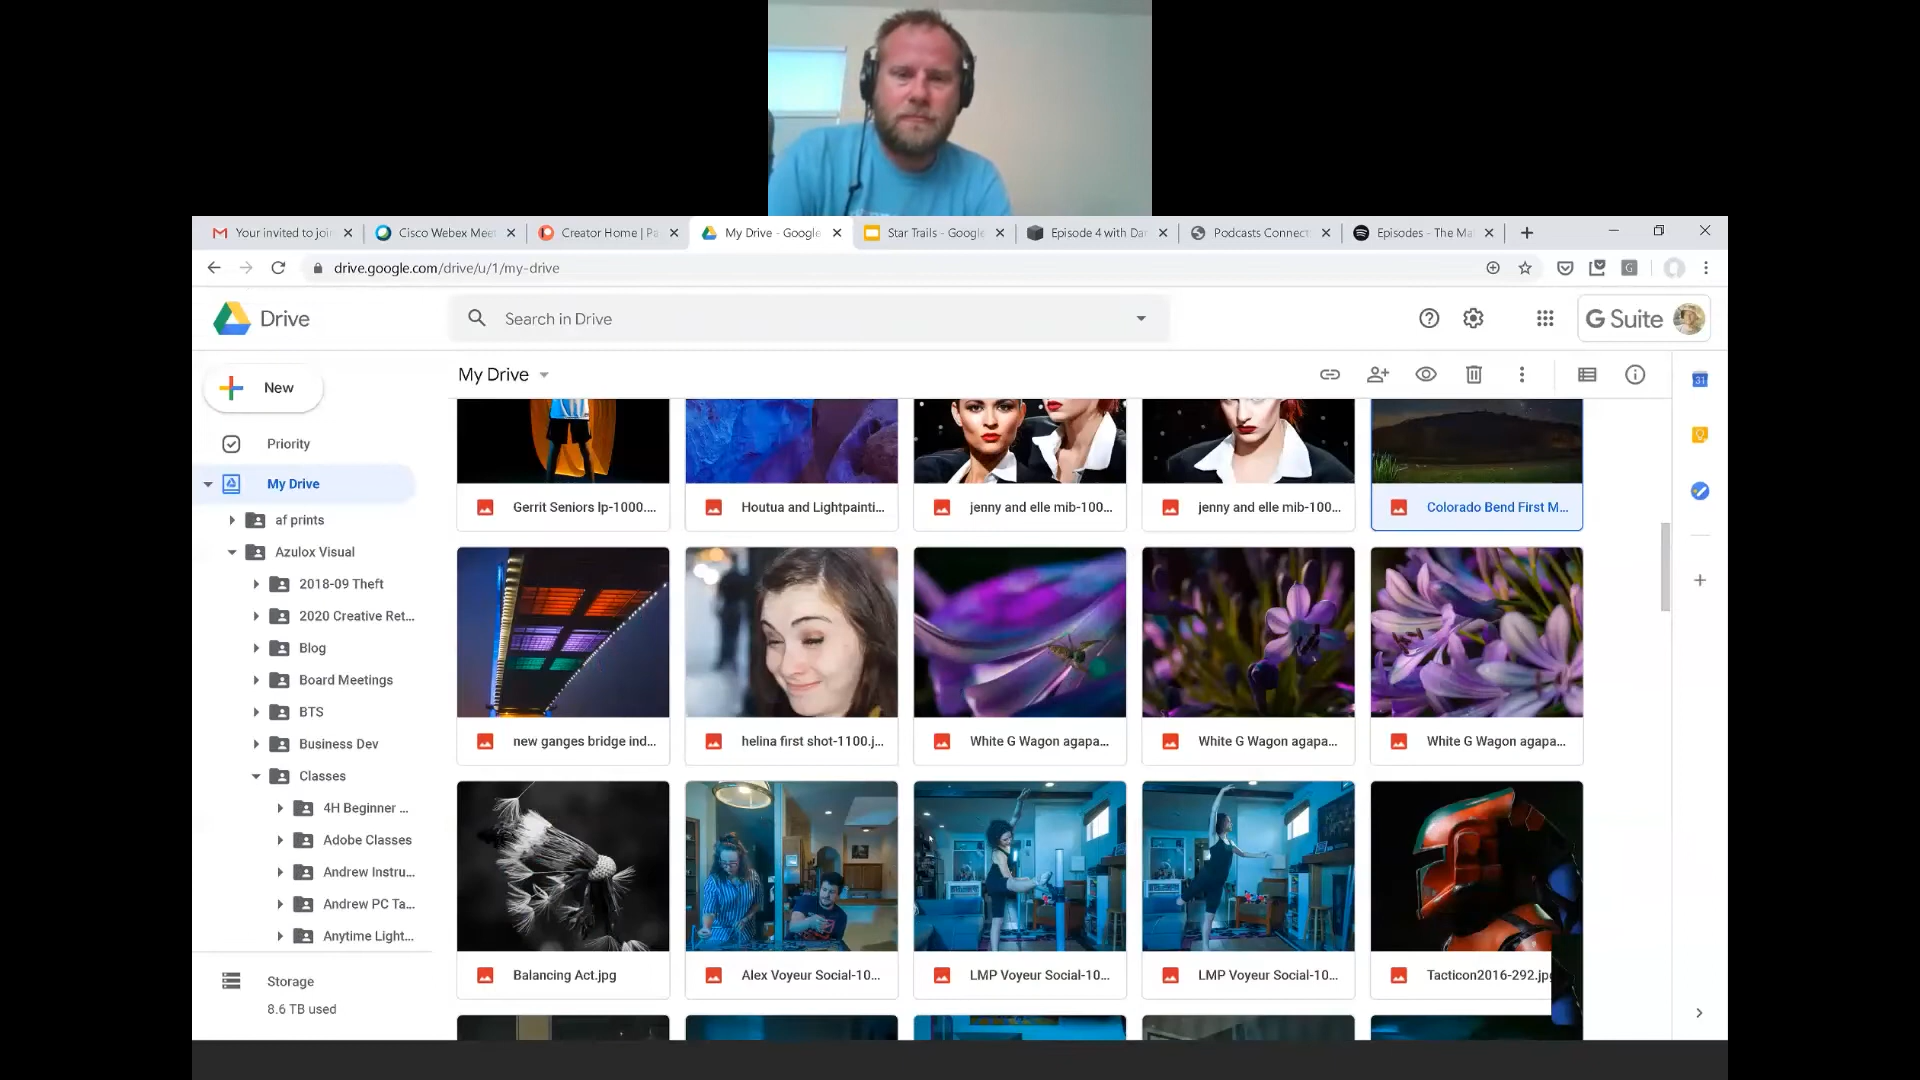 Your invited to joi
Cisco Webex Meet
Creator Home | Pa
My Drive - Google
Star Trails - Google
Episode 4 with Da
Podcasts Connect
Episodes - The Ma
drive.google.com/drive/u/1/my-drive
G
Drive
Search in Drive
G Suite
New
My Drive
31
Priority
My Drive
af prints
Azulox Visual
2018-09 Theft
2020 Creative Ret...
Blog
Board Meetings
BTS
Business Dev
Classes
4H Beginner ...
Adobe Classes
Andrew Instru...
Andrew PC Ta...
Anytime Light...
Storage
8.6 TB used
Gerrit Seniors lp-1000....
Houtua and Lightpainti...
jenny and elle mib-100...
jenny and elle mib-100...
Colorado Bend First M...
new ganges bridge ind...
helina first shot-1100.j...
White G Wagon agapa...
White G Wagon agapa...
White G Wagon agapa...
Balancing Act.jpg
Alex Voyeur Social-10...
LMP Voyeur Social-10...
LMP Voyeur Social-10...
Tacticon2016-292.jp